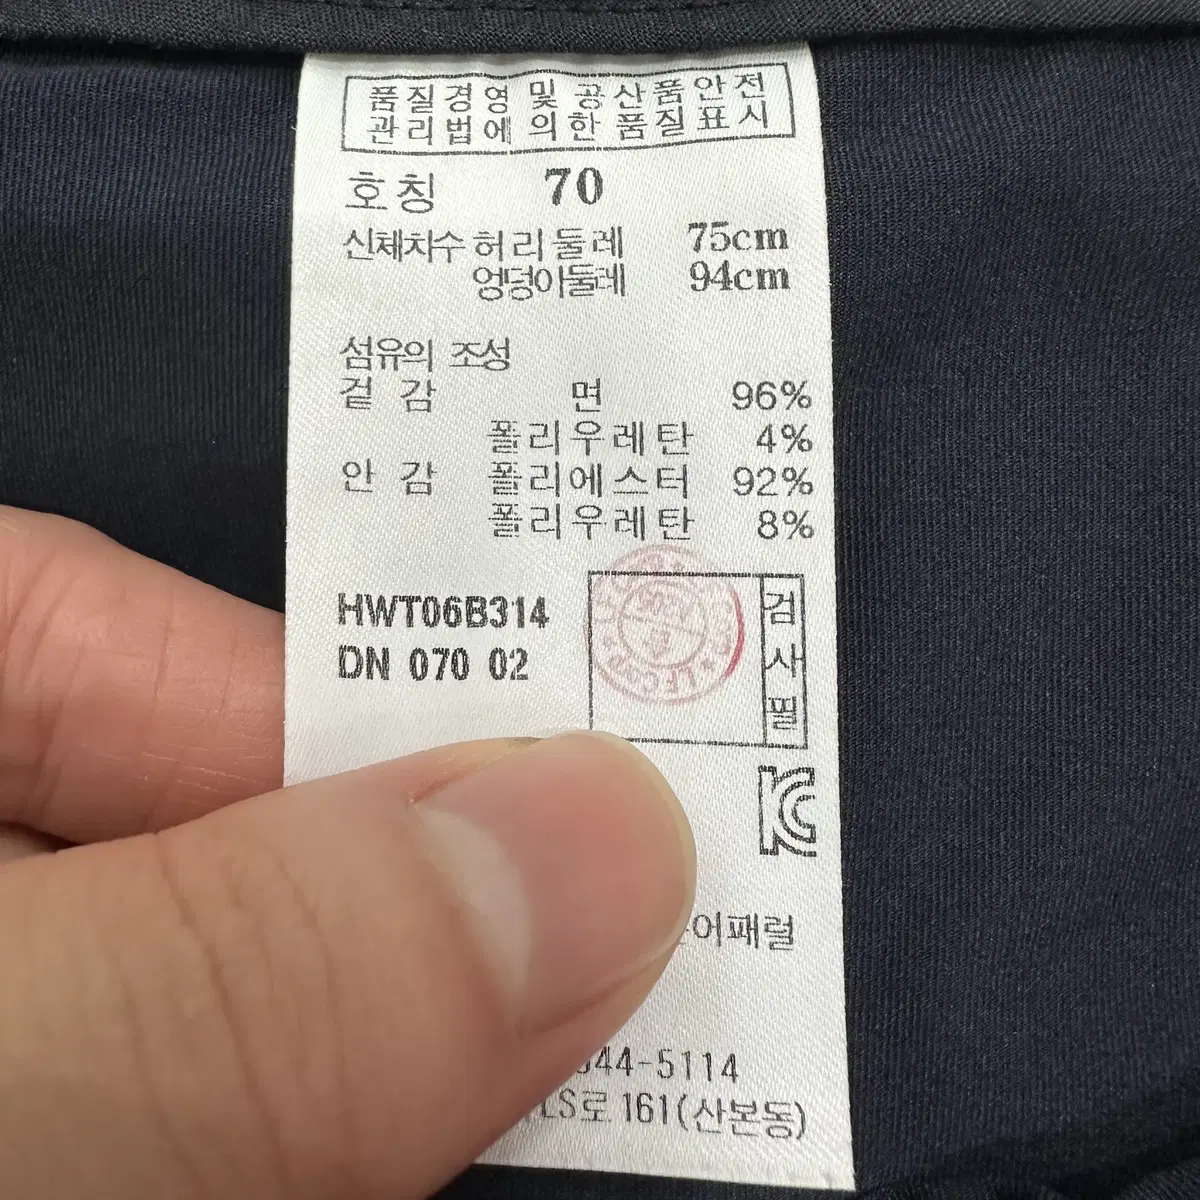 품질경영 및 공산품안전
관리법에 의한 품질표시
호칭 70
신체치수 허리둘레 75cm
엉덩이둘레 94cm
섬유의 조성
겉감 면 96%
폴리우레탄 4%
안감 폴리에스터 92%
폴리우레탄 8%
HWT06B314
DN 070 02
검사필
LF Corp
KC
어패럴
44-5114
LS로 161(산본동)